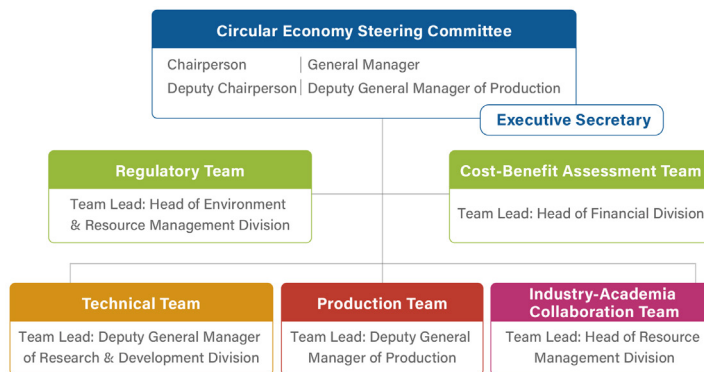 Circular Economy Steering Committee
Chairperson | General Manager
Deputy Chairperson | Deputy General Manager of Production
Executive Secretary
Regulatory Team
Team Lead: Head of Environment
& Resource Management Division
Cost-Benefit Assessment Team
Team Lead: Head of Financial Division
Technical Team
Team Lead: Deputy General Manager
of Research & Development Division
Production Team
Team Lead: Deputy General
Manager of Production
Industry-Academia
Collaboration Team
Team Lead: Head of Resource
Management Division